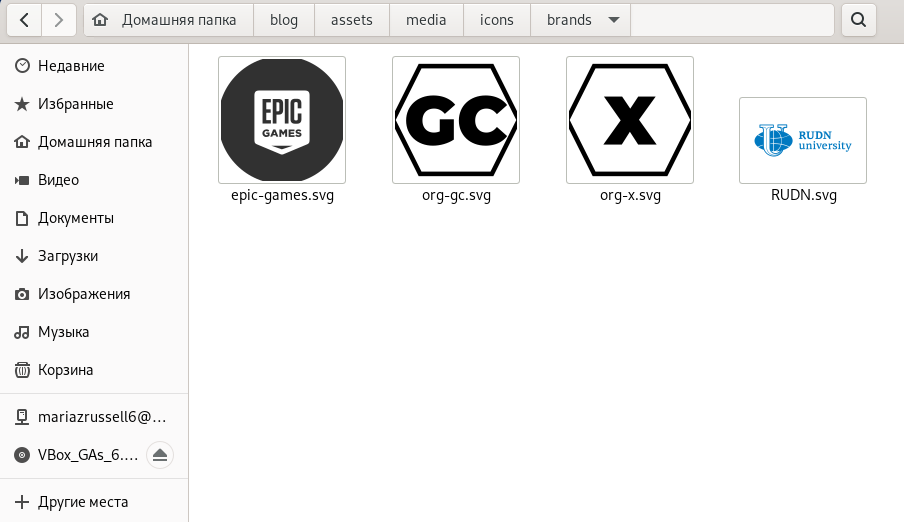 Домашняя папка blog assets media icons brands
Недавние
Избранные
Домашняя папка
Видео
Документы
Загрузки
Изображения
Музыка
Корзина
mariazrussell6@...
VBox_GAs_6....
Другие места
EPIC
GAMES
epic-games.svg
GC
org-gc.svg
X
org-x.svg
U RUDN
university
RUDN.svg